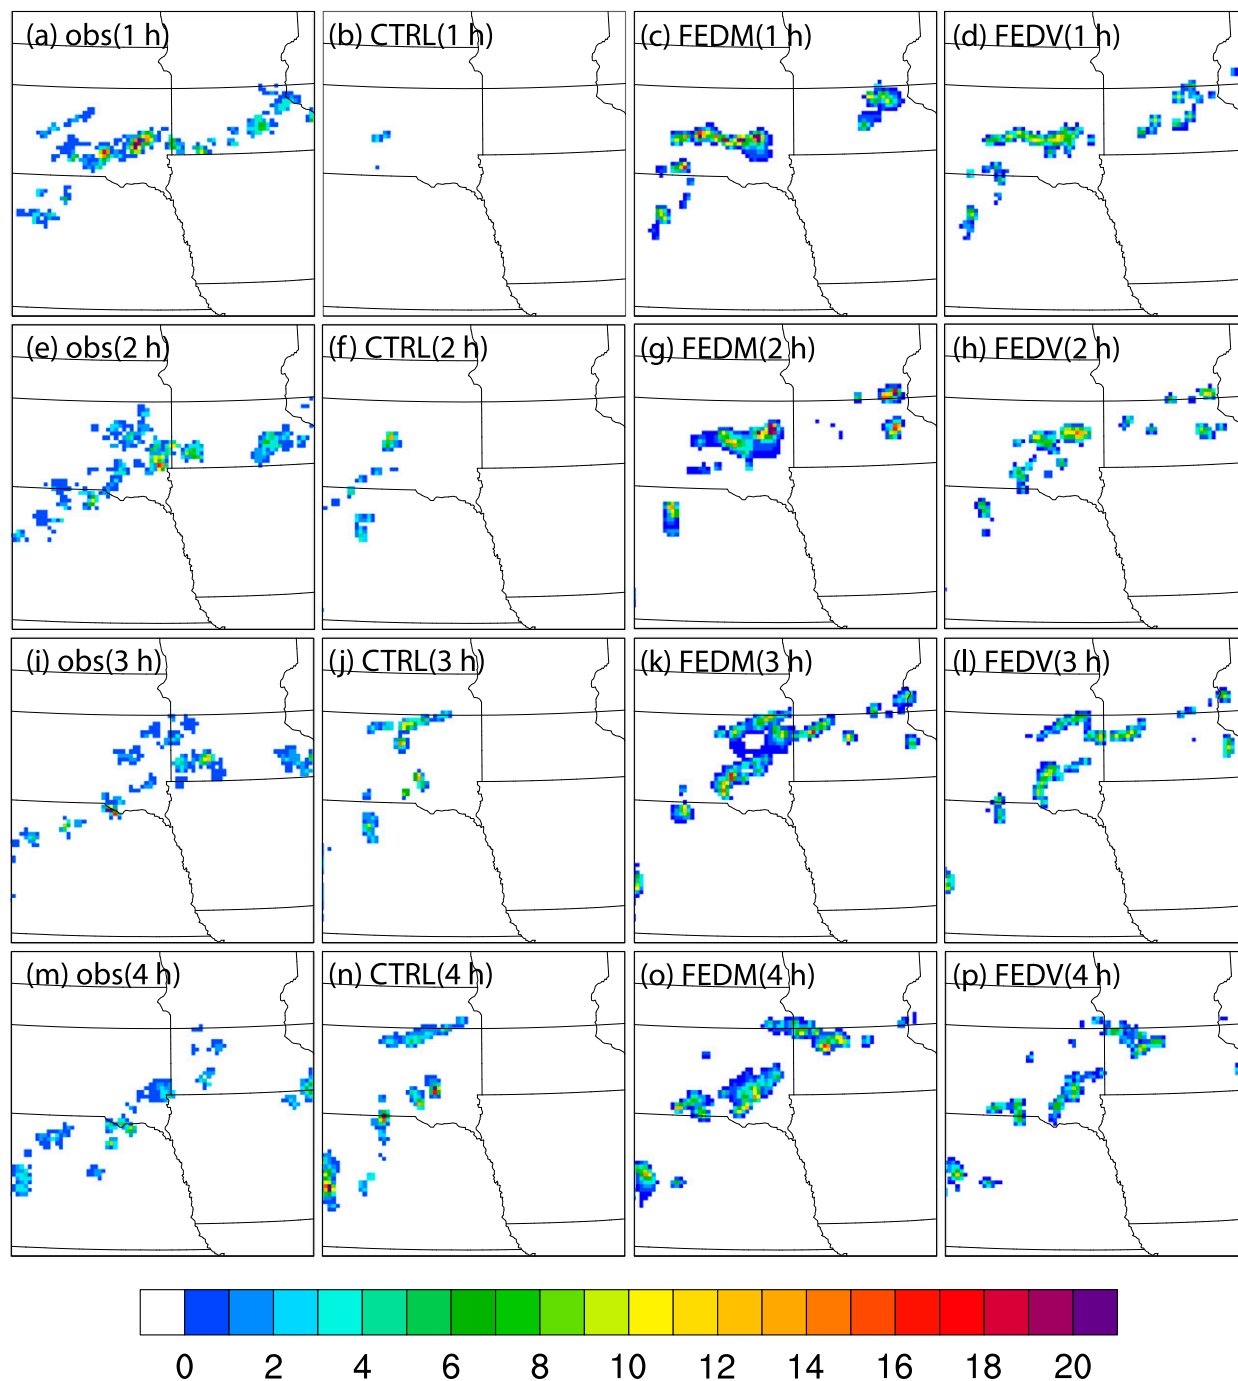 (a) obs(1 h) (b) CTRL(1 h) (c) FEDM(1 h) (d) FEDV(1 h)
(e) obs(2 h) (f) CTRL(2 h) (g) FEDM(2 h) (h) FEDV(2 h)
(i) obs(3 h) (j) CTRL(3 h) (k) FEDM(3 h) (l) FEDV(3 h)
(m) obs(4 h) (n) CTRL(4 h) (o) FEDM(4 h) (p) FEDV(4 h)
0 2 4 6 8 10 12 14 16 18 20